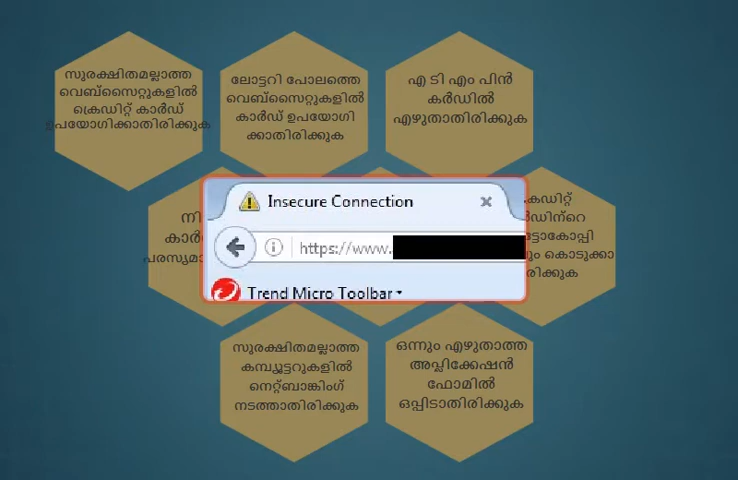 സുരക്ഷിതമല്ലാത്ത
വെബ്സൈറ്റുകളിൽ
ക്രെഡിറ്റ് കാർഡ്
ഉപയോഗിക്കാതിരിക്കുക
ലോട്ടറി പോലത്തെ
വെബ്സൈറ്റുകളിൽ
കാർഡ് ഉപയോഗി
ക്കാതിരിക്കുക
എ ടി എം പിൻ
കർഡിൽ
എഴുതാതിരിക്കുക
Insecure Connection
https://www.
Trend Micro Toolbar
സുരക്ഷിതമല്ലാത്ത
കമ്പ്യൂട്ടറുകളിൽ
നെറ്റ്ബാങ്കിംഗ്
നടത്താതിരിക്കുക
ഒന്നും എഴുതാത്ത
അപ്ലിക്കേഷൻ
ഫോമിൽ
ഒപ്പിടാതിരിക്കുക